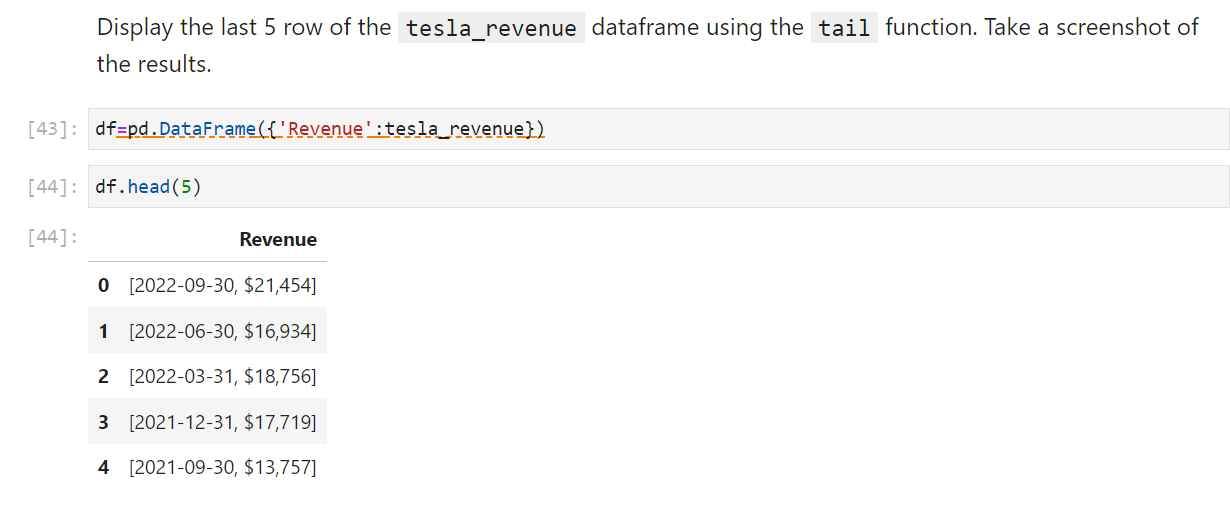 Display the last 5 row of the tesla_revenue dataframe using the tail function. Take a screenshot of
the results.
[43]: df=pd.DataFrame({'Revenue':tesla_revenue})
[44]: df.head(5)
[44]:
Revenue
0 [2022-09-30, $21,454]
1 [2022-06-30, $16,934]
2 [2022-03-31, $18,756]
3 [2021-12-31, $17,719]
4 [2021-09-30, $13,757]